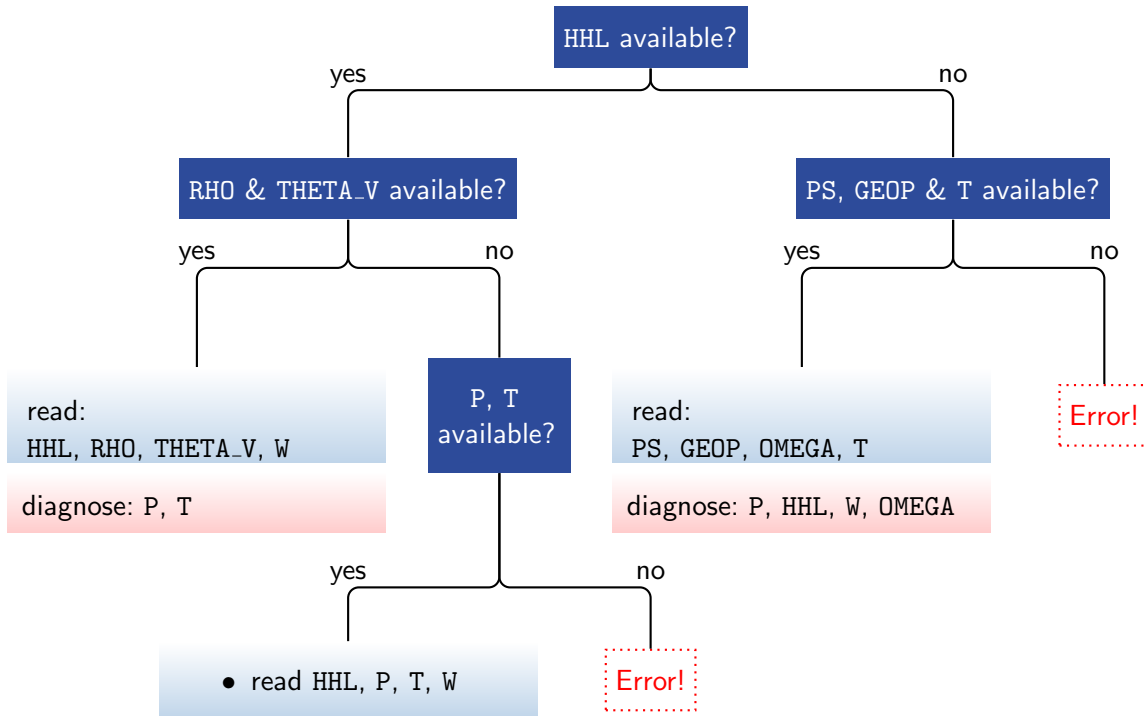 HHL available?
yes
no
RHO & THETA_V available?
PS, GEOP & T available?
yes
no
yes
no
read:
HHL, RHO, THETA_V, W
diagnose: P, T
P, T
available?
read:
PS, GEOP, OMEGA, T
diagnose: P, HHL, W, OMEGA
Error!
yes
no
• read HHL, P, T, W
Error!